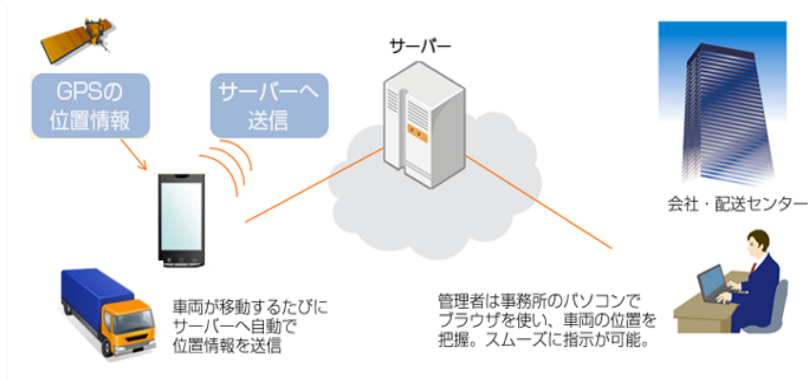 サーバー
GPSの
位置情報
サーバーへ
送信
会社・配送センター
車両が移動するたびに
サーバーへ自動で
位置情報を送信
管理者は事務所のパソコンで
ブラウザを使い、車両の位置を
把握。スムーズに指示が可能。